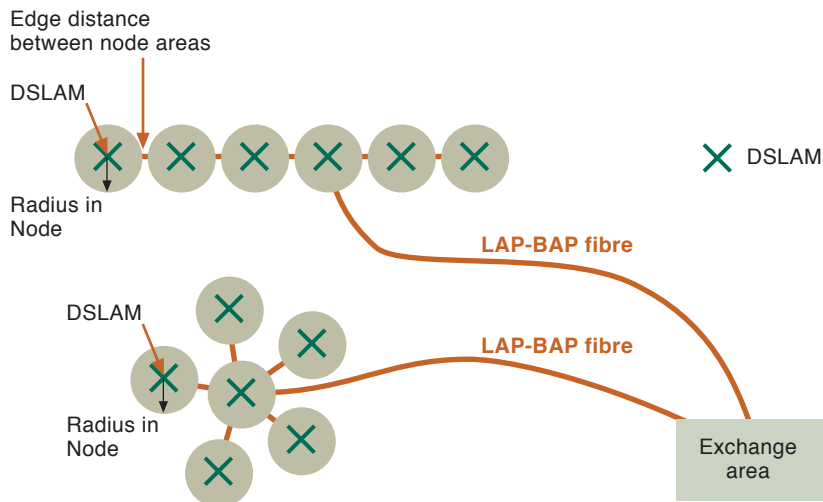 Edge distance
between node areas
DSLAM
DSLAM
Radius in
Node
LAP-BAP fibre
DSLAM
LAP-BAP fibre
Radius in
Node
Exchange
area